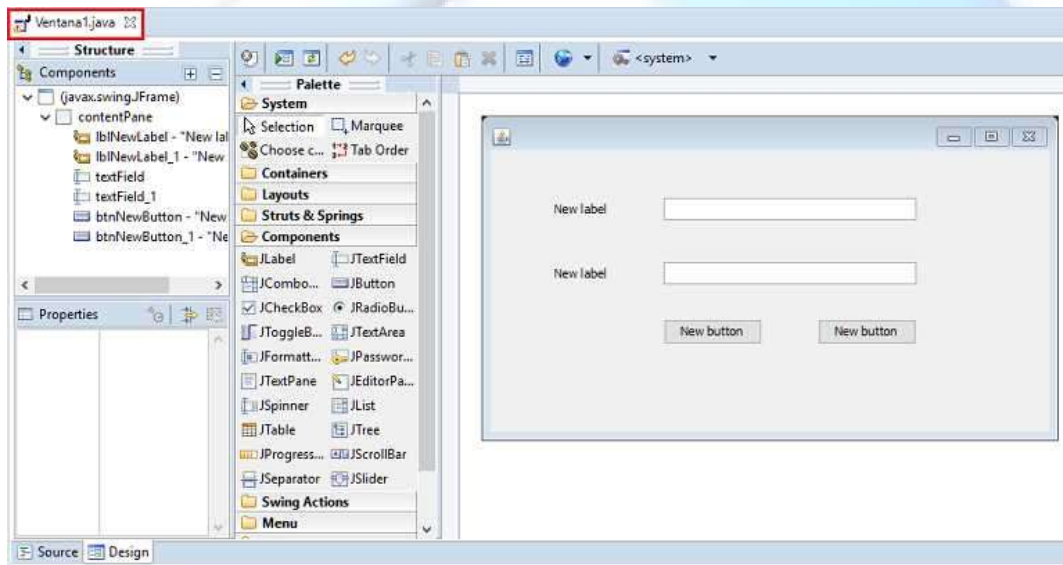 Ventana1.java
Structure
Components
(javax.swing.JFrame)
contentPane
lblNewLabel - "New lal
lblNewLabel_1 - "New
textField
textField_1
btnNewButton - "New
btnNewButton_1 - "Ne
Properties
Source Design
<system>
Palette
System
Selection Marquee
Choose c... Tab Order
Containers
Layouts
Struts & Springs
Components
JLabel JTextField
JCombo... JButton
JCheckBox JRadioBu...
JToggleB... JTextArea
JFormatt... JPasswor...
JTextPane JEditorPa...
JSpinner JList
JTable JTree
JProgress... JScrollBar
JSeparator JSlider
Swing Actions
Menu
New label
New label
New button New button